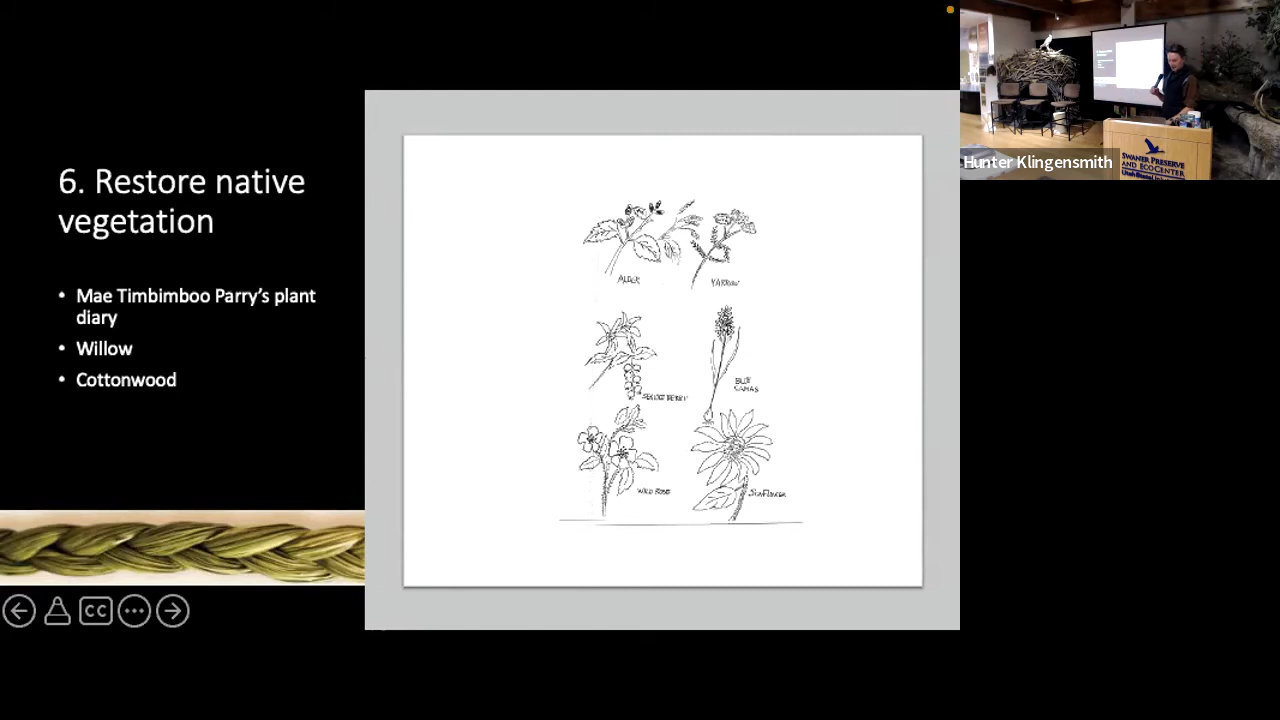 6. Restore native
vegetation
• Mae Timbimboo Parry's plant
diary
• Willow
• Cottonwood
ALDER
YARROW
BERRY
BLUE
CAMAS
WILD ROSE
SUNFLOWER
CC
Hunter Klingensmith
SWANER PRESERVE
AND ECOCENTER